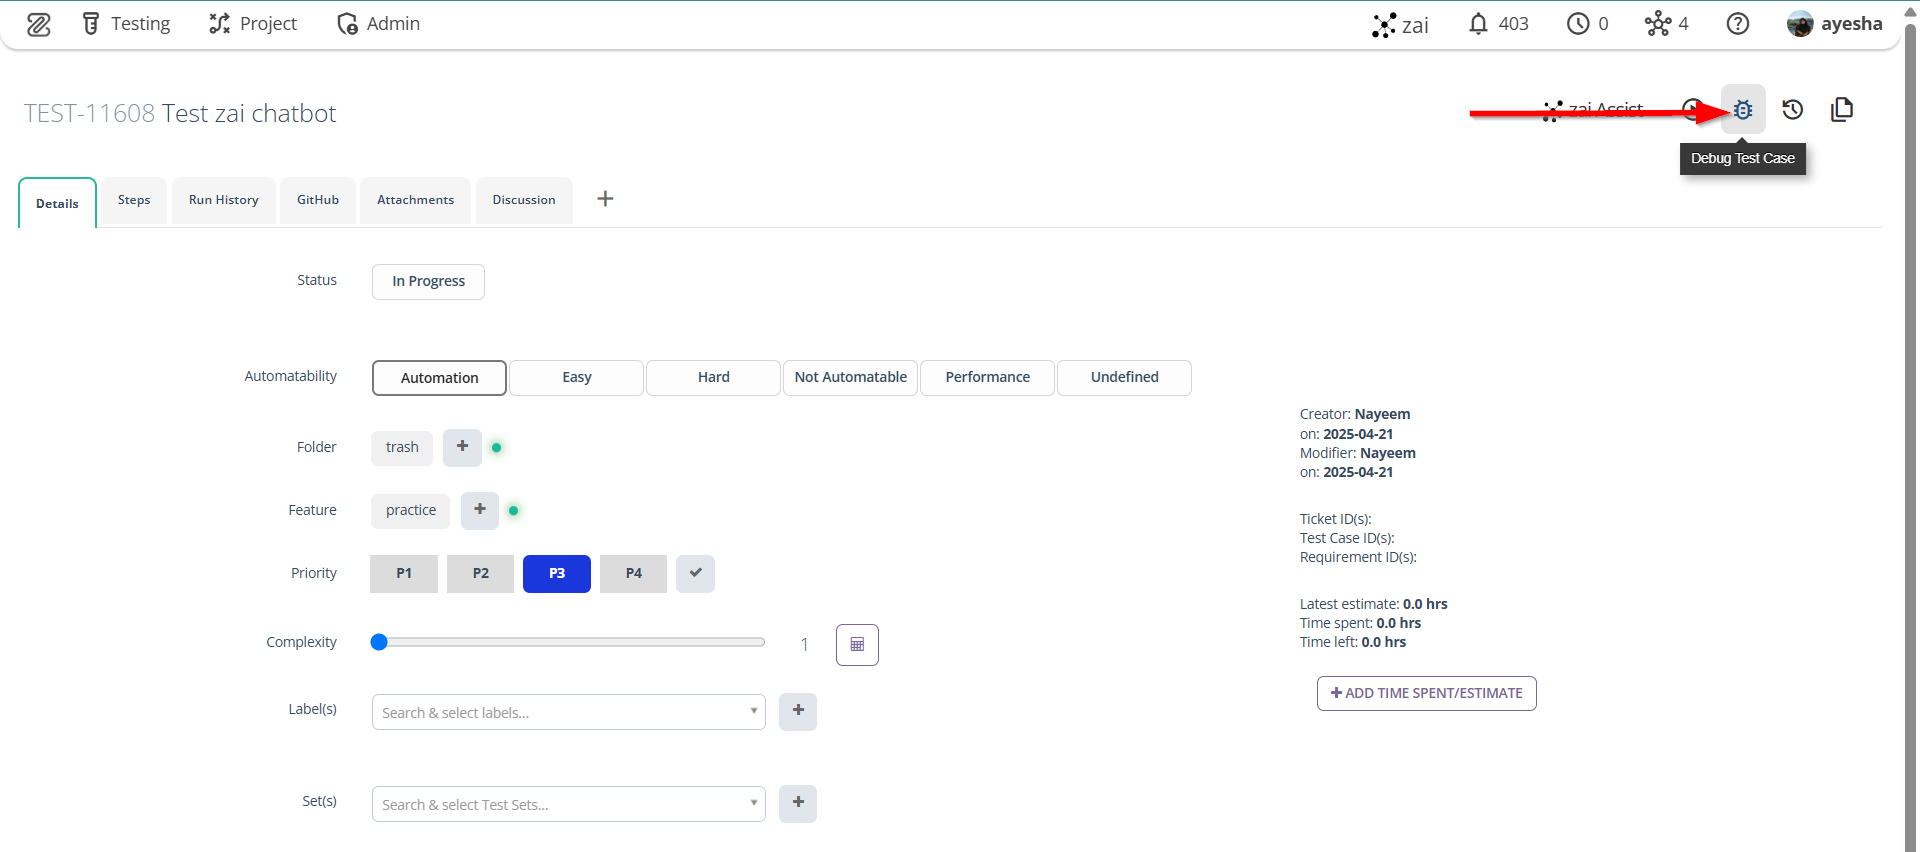 Testing Project Admin zai 403 0 4 ayesha
TEST-11608 Test zai chatbot
zai Assist
Debug Test Case
Details Steps Run History GitHub Attachments Discussion +
Status In Progress
Automatability Automation Easy Hard Not Automatable Performance Undefined
Creator: Nayeem
on: 2025-04-21
Modifier: Nayeem
on: 2025-04-21
Folder trash +
Feature practice +
Ticket ID(s):
Test Case ID(s):
Requirement ID(s):
Priority P1 P2 P3 P4
Latest estimate: 0.0 hrs
Time spent: 0.0 hrs
Time left: 0.0 hrs
Complexity 1
+ ADD TIME SPENT/ESTIMATE
Label(s) Search & select labels... +
Set(s) Search & select Test Sets... +